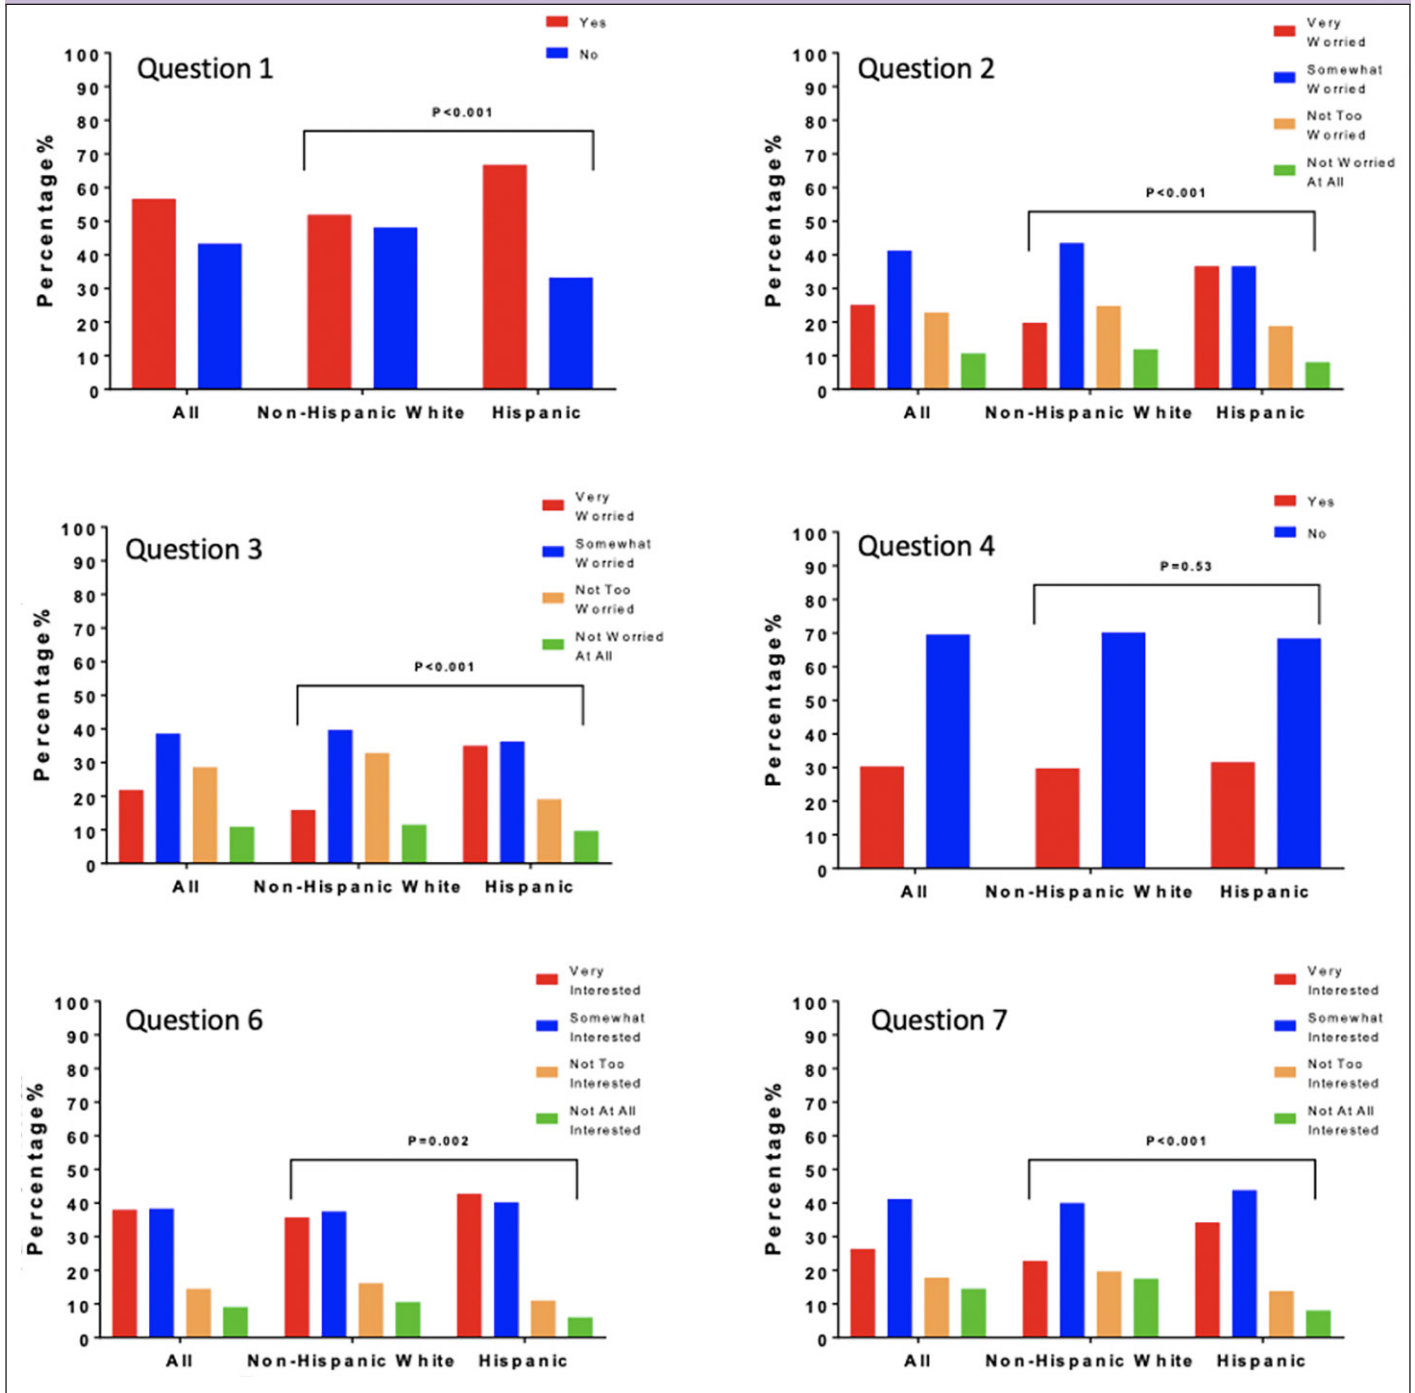 Question 1
Yes
No
P<0.001
Percentage%
100
90
80
70
60
50
40
30
20
10
0
All
Non-Hispanic White
Hispanic
Question 2
Very
Worried
Somewhat
Worried
Not Too
Worried
Not Worried
At All
P<0.001
Percentage%
100
90
80
70
60
50
40
30
20
10
0
All
Non-Hispanic White
Hispanic
Question 3
Very
Worried
Somewhat
Worried
Not Too
Worried
Not Worried
At All
P<0.001
Percentage%
100
90
80
70
60
50
40
30
20
10
0
All
Non-Hispanic White
Hispanic
Question 4
Yes
No
P=0.53
Percentage%
100
90
80
70
60
50
40
30
20
10
0
All
Non-Hispanic White
Hispanic
Question 6
Very
Interested
Somewhat
Interested
Not Too
Interested
Not At All
Interested
P=0.002
Percentage%
100
90
80
70
60
50
40
30
20
10
0
All
Non-Hispanic White
Hispanic
Question 7
Very
Interested
Somewhat
Interested
Not Too
Interested
Not At All
Interested
P<0.001
Percentage%
100
90
80
70
60
50
40
30
20
10
0
All
Non-Hispanic White
Hispanic